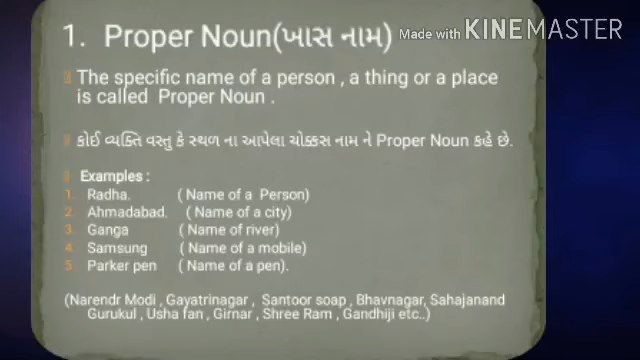 1. Proper Noun(ખાસ નામ)
Made with KINEMASTER
The specific name of a person , a thing or a place
is called Proper Noun .
કોઈ વ્યક્તિ વસ્તુ કે સ્થળ ના આપેલા ચોક્કસ નામ ને Proper Noun કહે છે.
Examples :
1. Radha. ( Name of a Person)
2. Ahmadabad. ( Name of a city)
3. Ganga ( Name of river)
4. Samsung ( Name of a mobile)
5. Parker pen ( Name of a pen).
(Narendr Modi , Gayatrinagar , Santoor soap , Bhavnagar, Sahajanand
Gurukul , Usha fan , Girnar , Shree Ram , Gandhiji etc..)